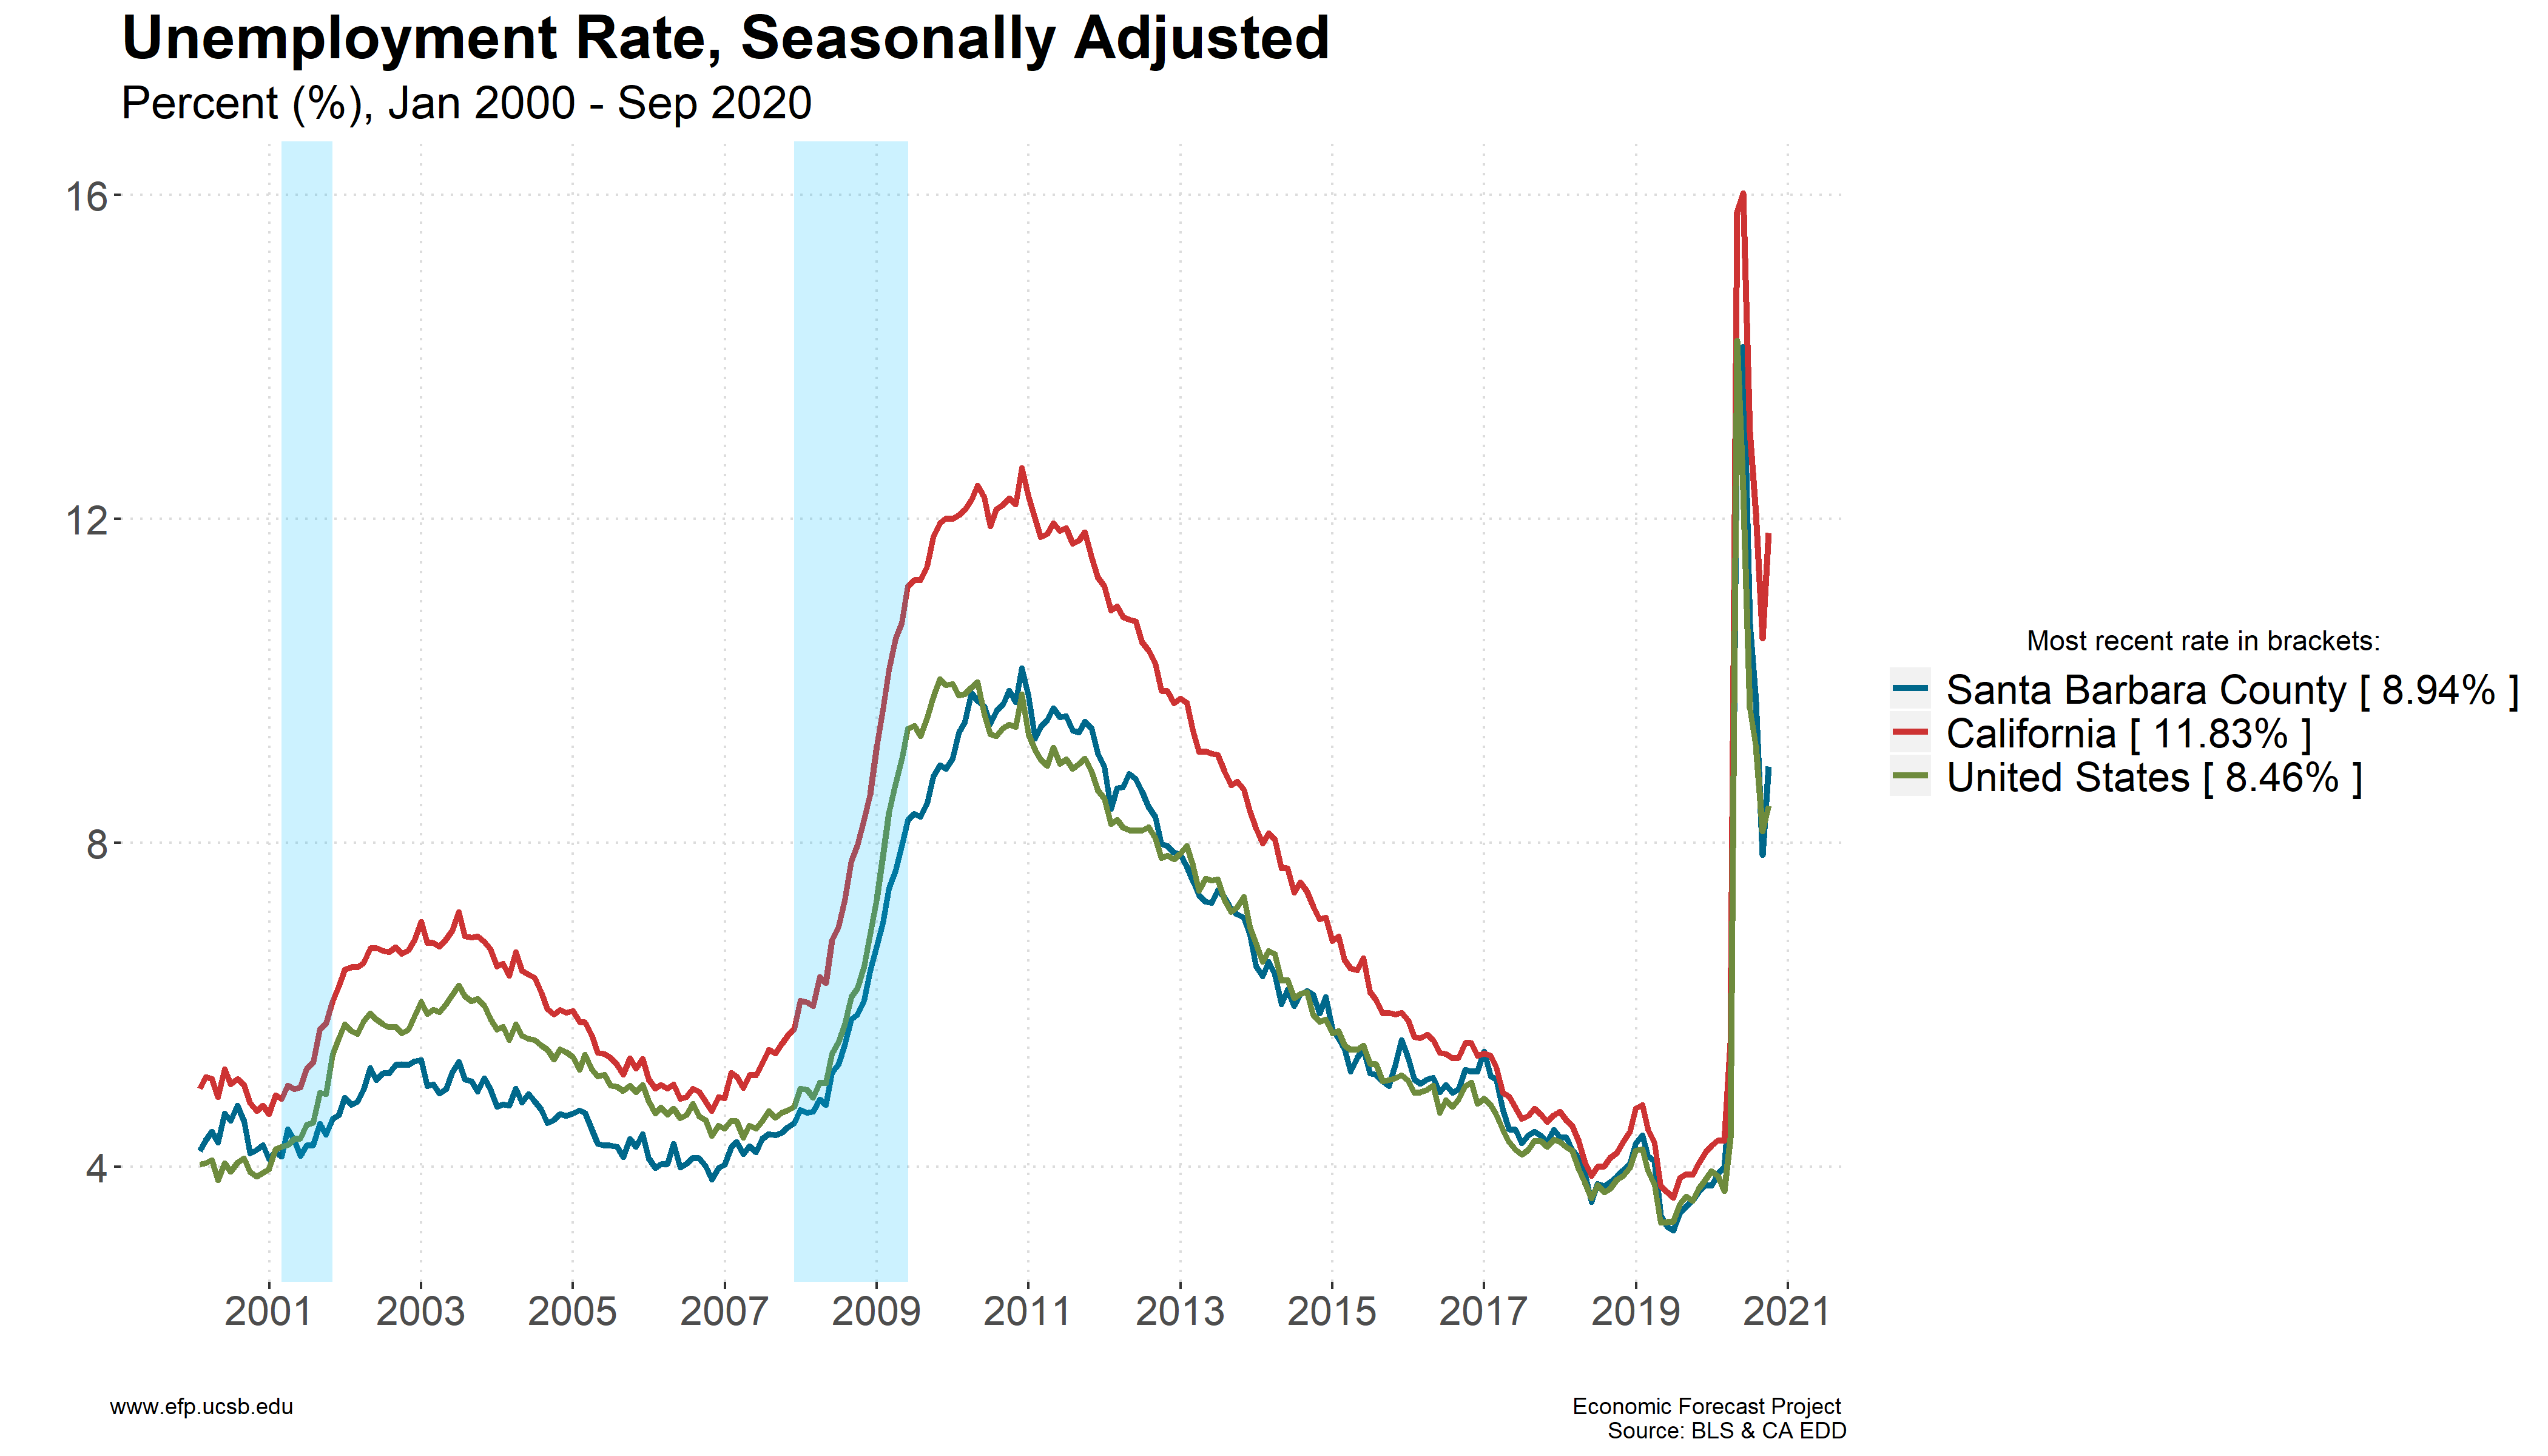 Unemployment Rate, Seasonally Adjusted
Percent (%), Jan 2000 - Sep 2020
16
12
8
4
2001 2003 2005 2007 2009 2011 2013 2015 2017 2019 2021
Most recent rate in brackets:
Santa Barbara County [ 8.94% ]
California [ 11.83% ]
United States [ 8.46% ]
www.efp.ucsb.edu
Economic Forecast Project
Source: BLS & CA EDD